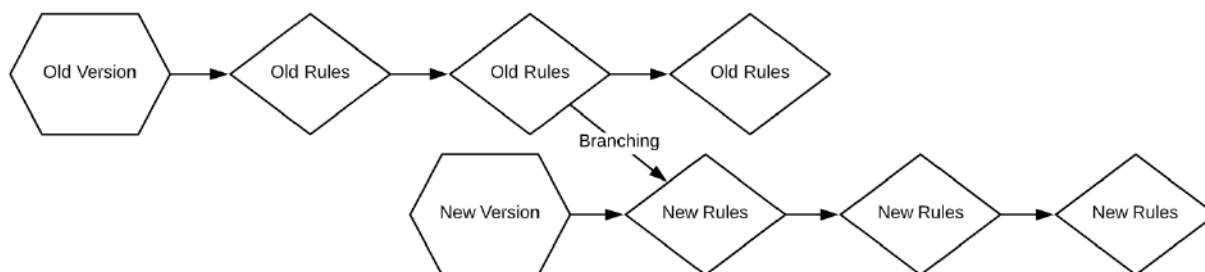 Old Version
Old Rules
Old Rules
Old Rules
Branching
New Version
New Rules
New Rules
New Rules